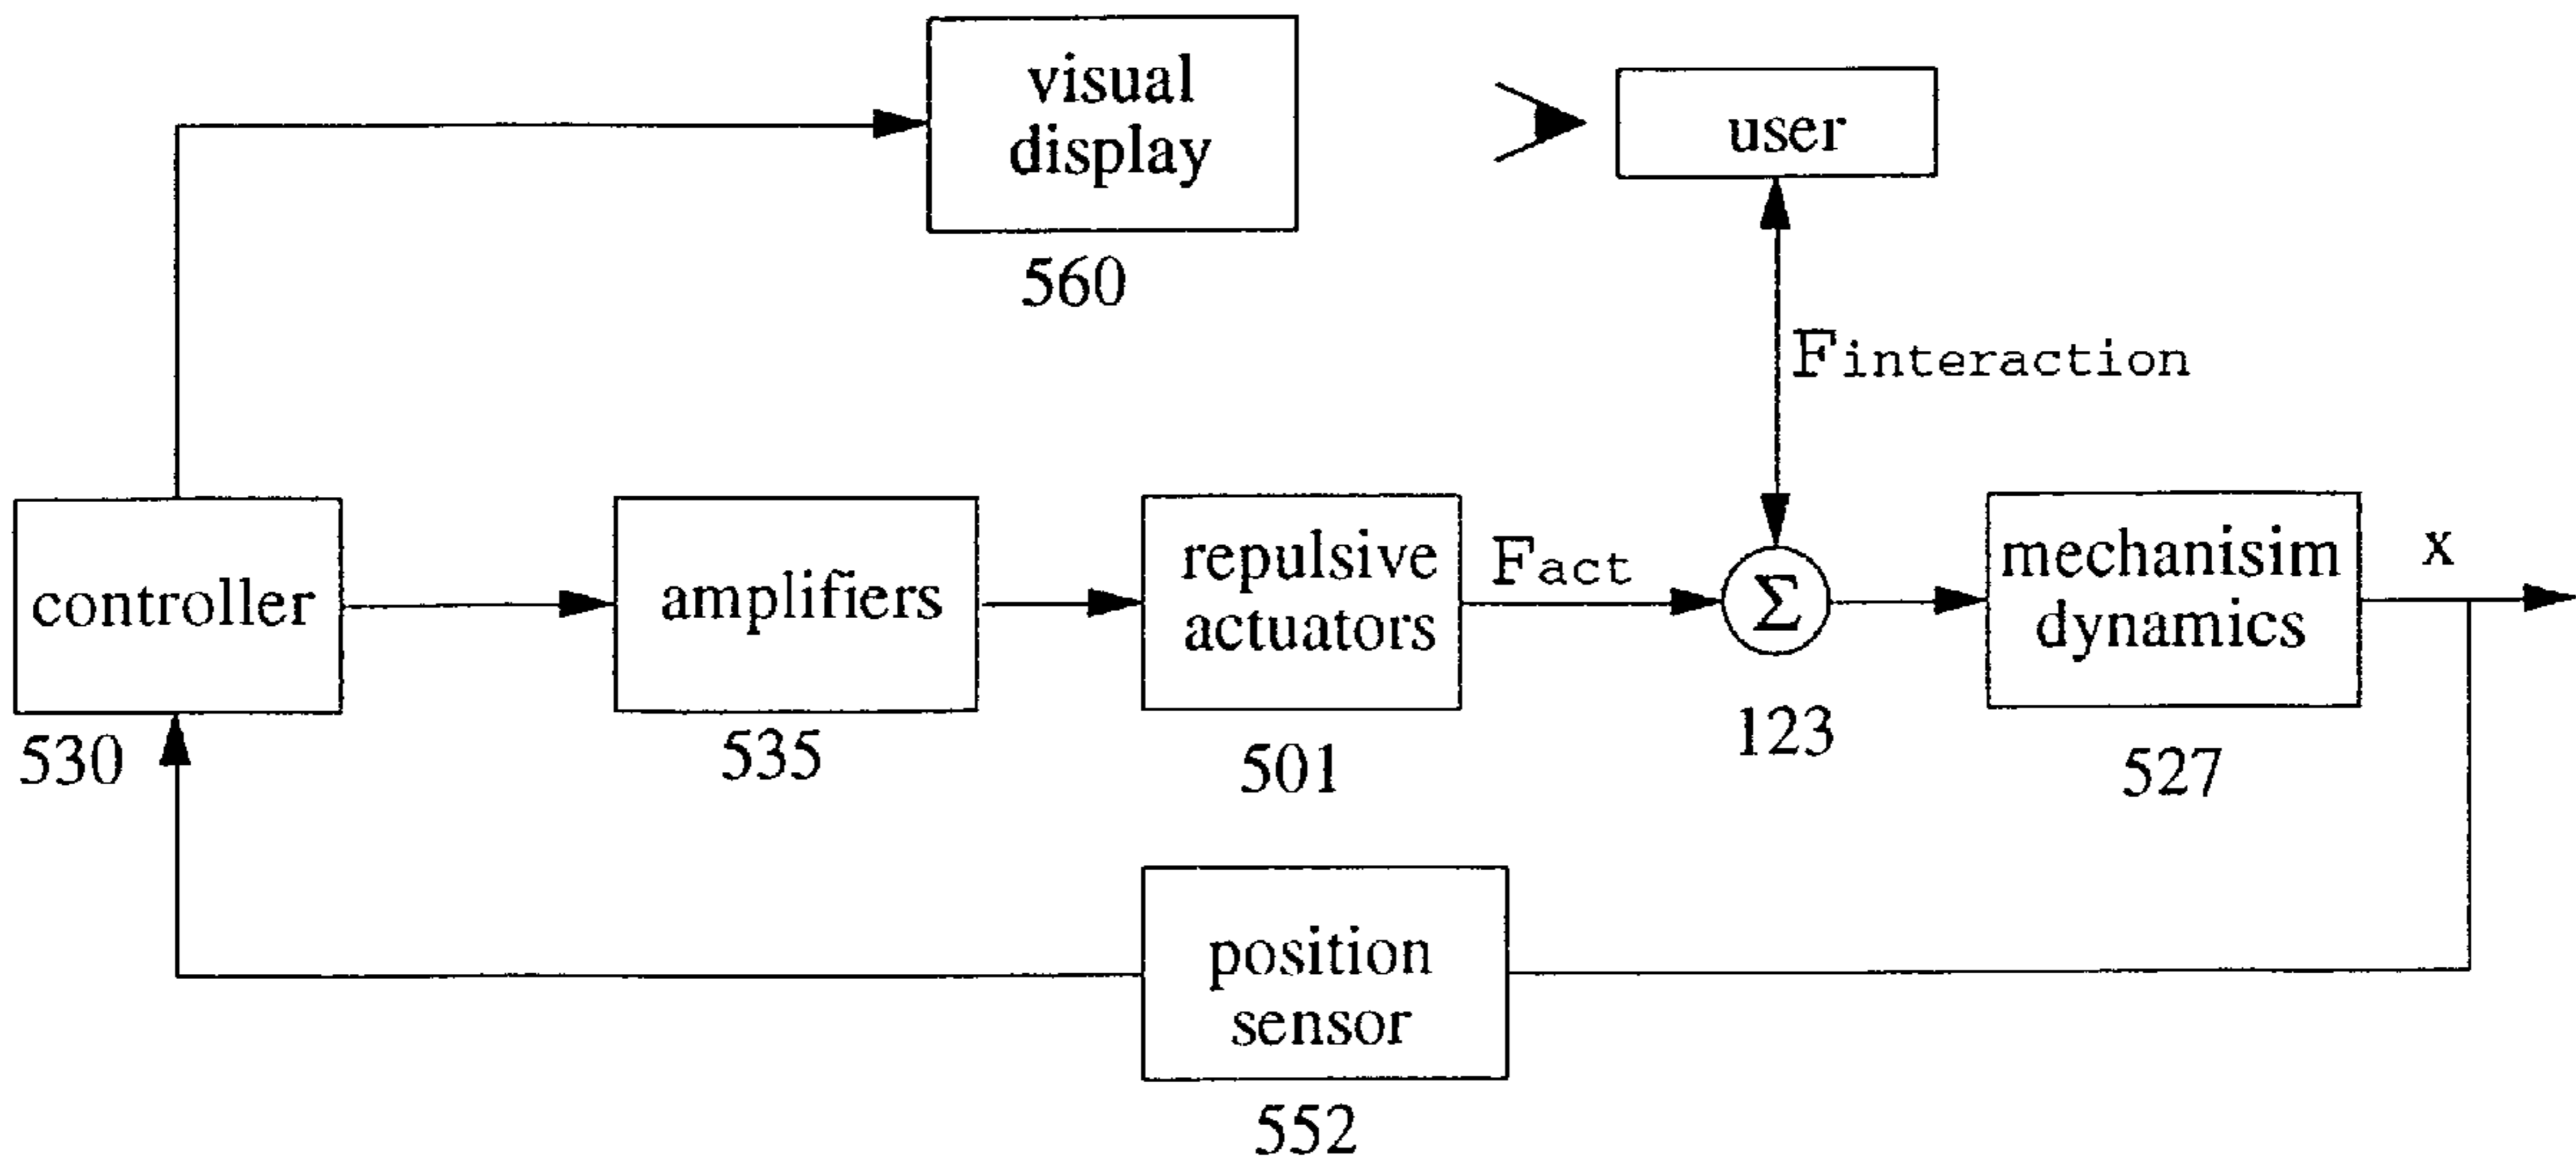 visual
display
560
user
Finteraction
controller
530
amplifiers
535
repulsive
actuators
501
Fact
Σ
123
mechanisim
dynamics
527
x
position
sensor
552